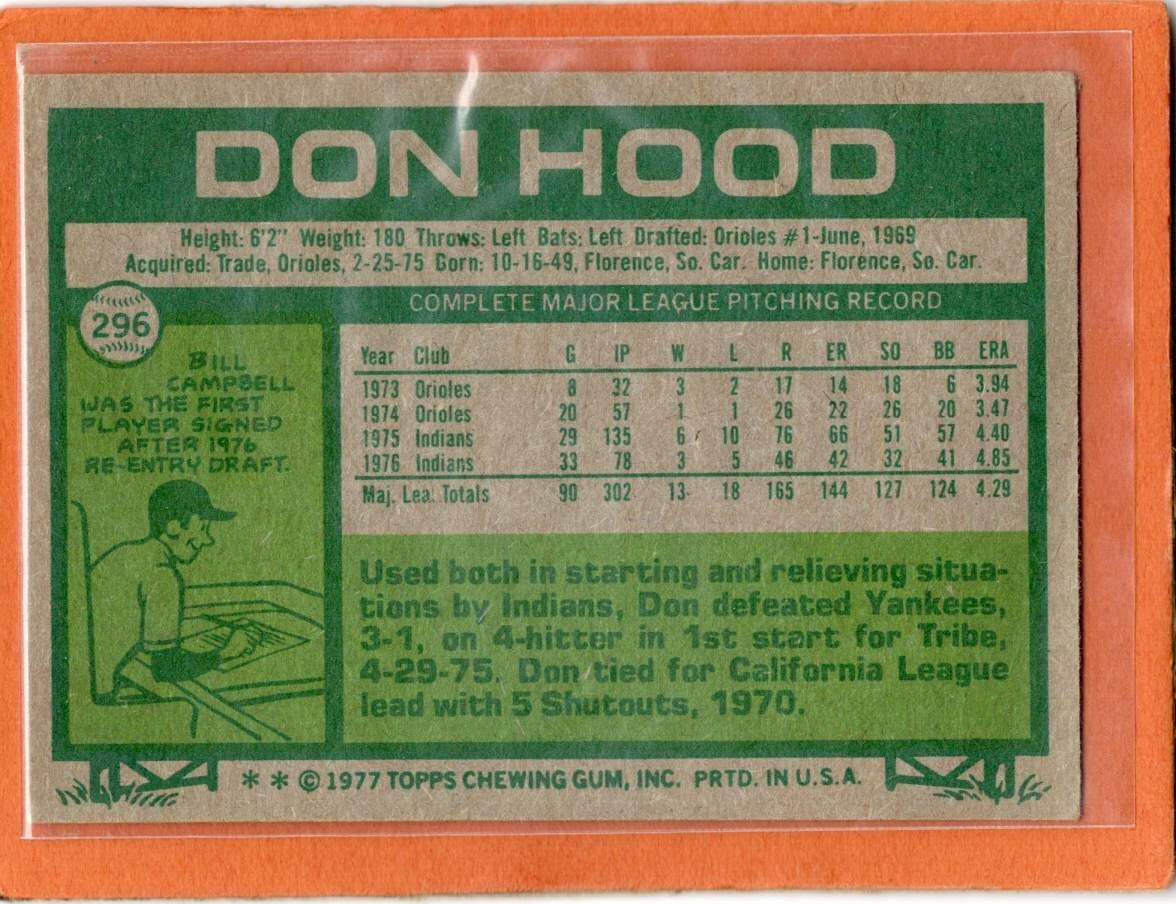 DON HOOD
Height: 6'2" Weight: 180 Throws: Left Bats: Left Drafted: Orioles #1-June, 1969
Acquired: Trade, Orioles, 2-25-75 Born: 10-16-49, Florence, So. Car. Home: Florence, So. Car.
COMPLETE MAJOR LEAGUE PITCHING RECORD
296
BILL
CAMPBELL
WAS THE FIRST
PLAYER SIGNED
AFTER 1976
RE-ENTRY DRAFT.
Year Club G IP W L R ER SO BB ERA
1973 Orioles 8 32 3 2 17 14 18 6 3.94
1974 Orioles 20 57 1 1 26 22 26 20 3.47
1975 Indians 29 135 6 10 76 66 51 57 4.40
1976 Indians 33 78 3 5 46 42 32 41 4.85
Maj. Lea. Totals 90 302 13 18 165 144 127 124 4.29
Used both in starting and relieving situa-
tions by Indians, Don defeated Yankees,
3-1, on 4-hitter in 1st start for Tribe,
4-29-75. Don tied for California League
lead with 5 Shutouts, 1970.
* * © 1977 TOPPS CHEWING GUM, INC. PRTD. IN U.S.A.